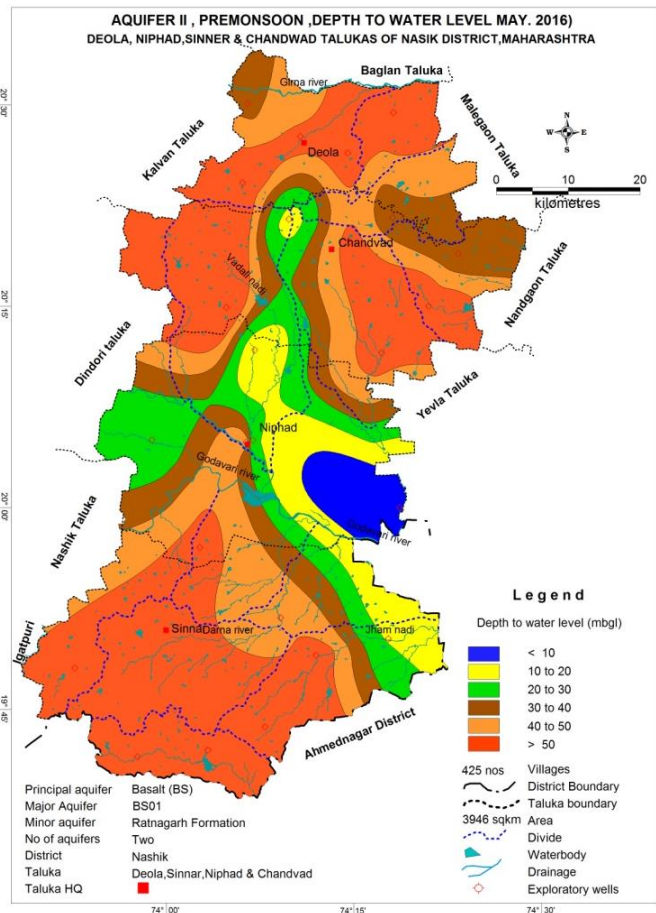 AQUIFER II , PREMONSOON ,DEPTH TO WATER LEVEL MAY. 2016)
DEOLA, NIPHAD,SINNER & CHANDWAD TALUKAS OF NASIK DISTRICT,MAHARASHTRA
Baglan Taluka
Girna river
20° 30'
Malegaon Taluka
N
W E
S
Kalvan Taluka
Deola
0 10 20
kilometres
Chandvad
Vadali nadi
Nandgaon Taluka
20° 15'
Dindori taluka
Yevla Taluka
Niphad
Godavari river
20° 00'
Nashik Taluka
Godavari river
Legend
Depth to water level (mbgl)
Igatpuri
Sinna
Darna river
Jham nadi
< 10
10 to 20
20 to 30
30 to 40
40 to 50
> 50
19° 45'
Ahmednagar District
425 nos Villages
District Boundary
Taluka boundary
3946 sqkm Area
Divide
Waterbody
Drainage
Exploratory wells
Principal aquifer Basalt (BS)
Major Aquifer BS01
Minor aquifer Ratnagarh Formation
No of aquifers Two
District Nashik
Taluka Deola,Sinnar,Niphad & Chandvad
Taluka HQ
74° 00' 74° 15' 74° 30'